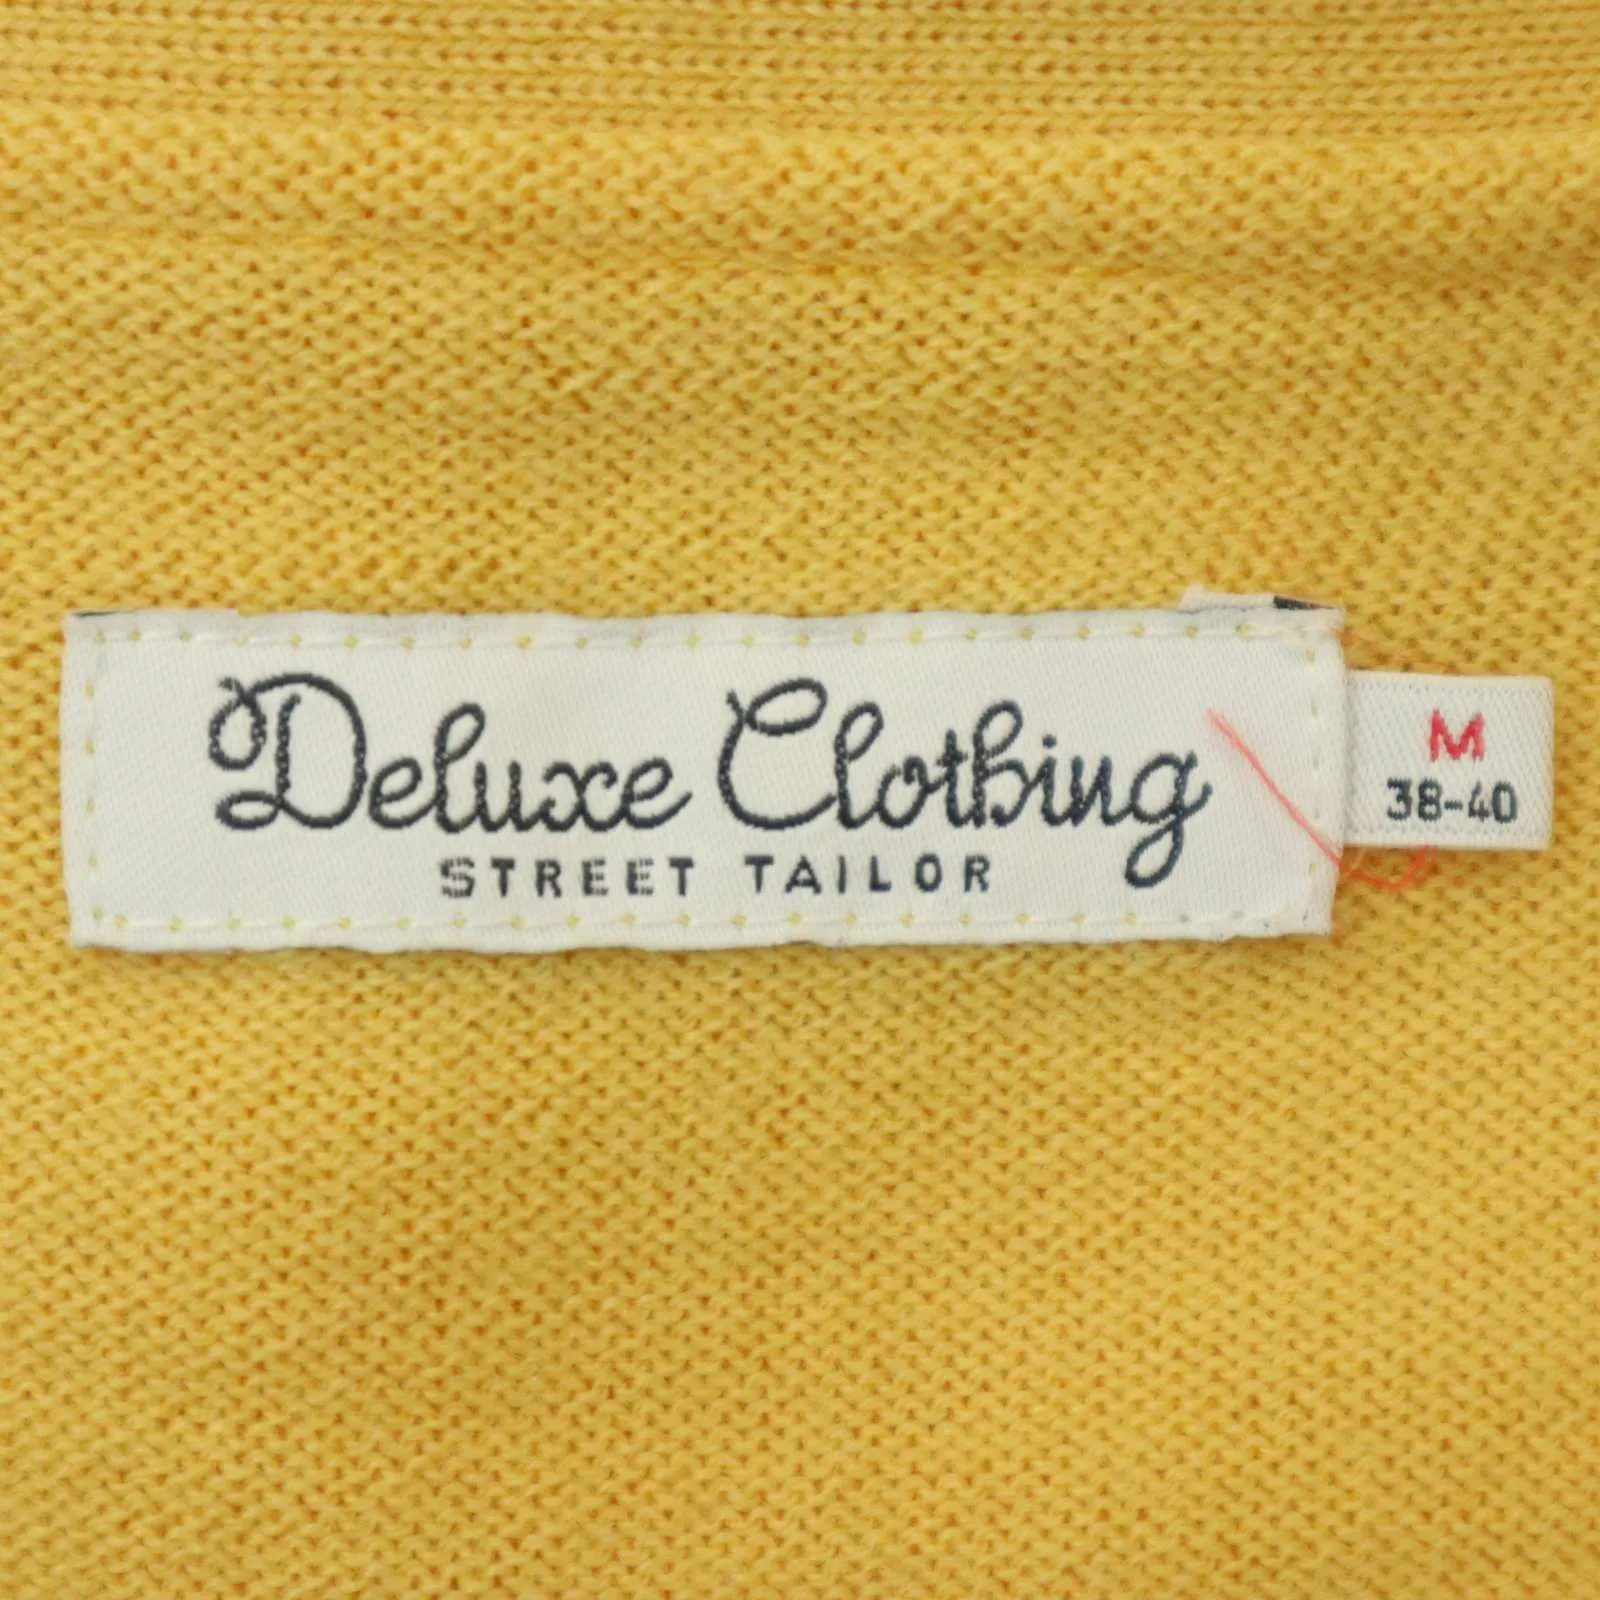 Deluxe Clothing
STREET TAILOR
M
38-40